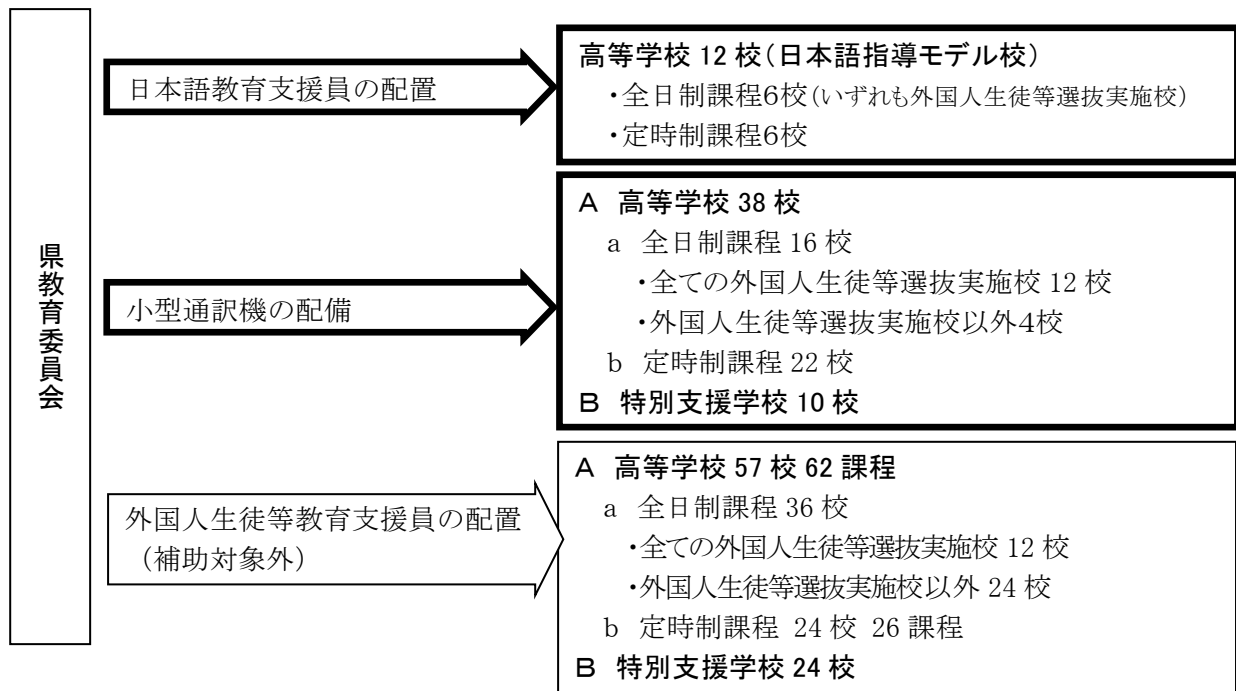 県教育委員会
日本語教育支援員の配置
高等学校 12 校(日本語指導モデル校)
・全日制課程6校(いずれも外国人生徒等選抜実施校)
・定時制課程6校
小型通訳機の配備
A 高等学校 38 校
a 全日制課程 16 校
・全ての外国人生徒等選抜実施校 12 校
・外国人生徒等選抜実施校以外4校
b 定時制課程 22 校
B 特別支援学校 10 校
外国人生徒等教育支援員の配置
(補助対象外)
A 高等学校 57 校 62 課程
a 全日制課程 36 校
・全ての外国人生徒等選抜実施校 12 校
・外国人生徒等選抜実施校以外 24 校
b 定時制課程 24 校 26 課程
B 特別支援学校 24 校